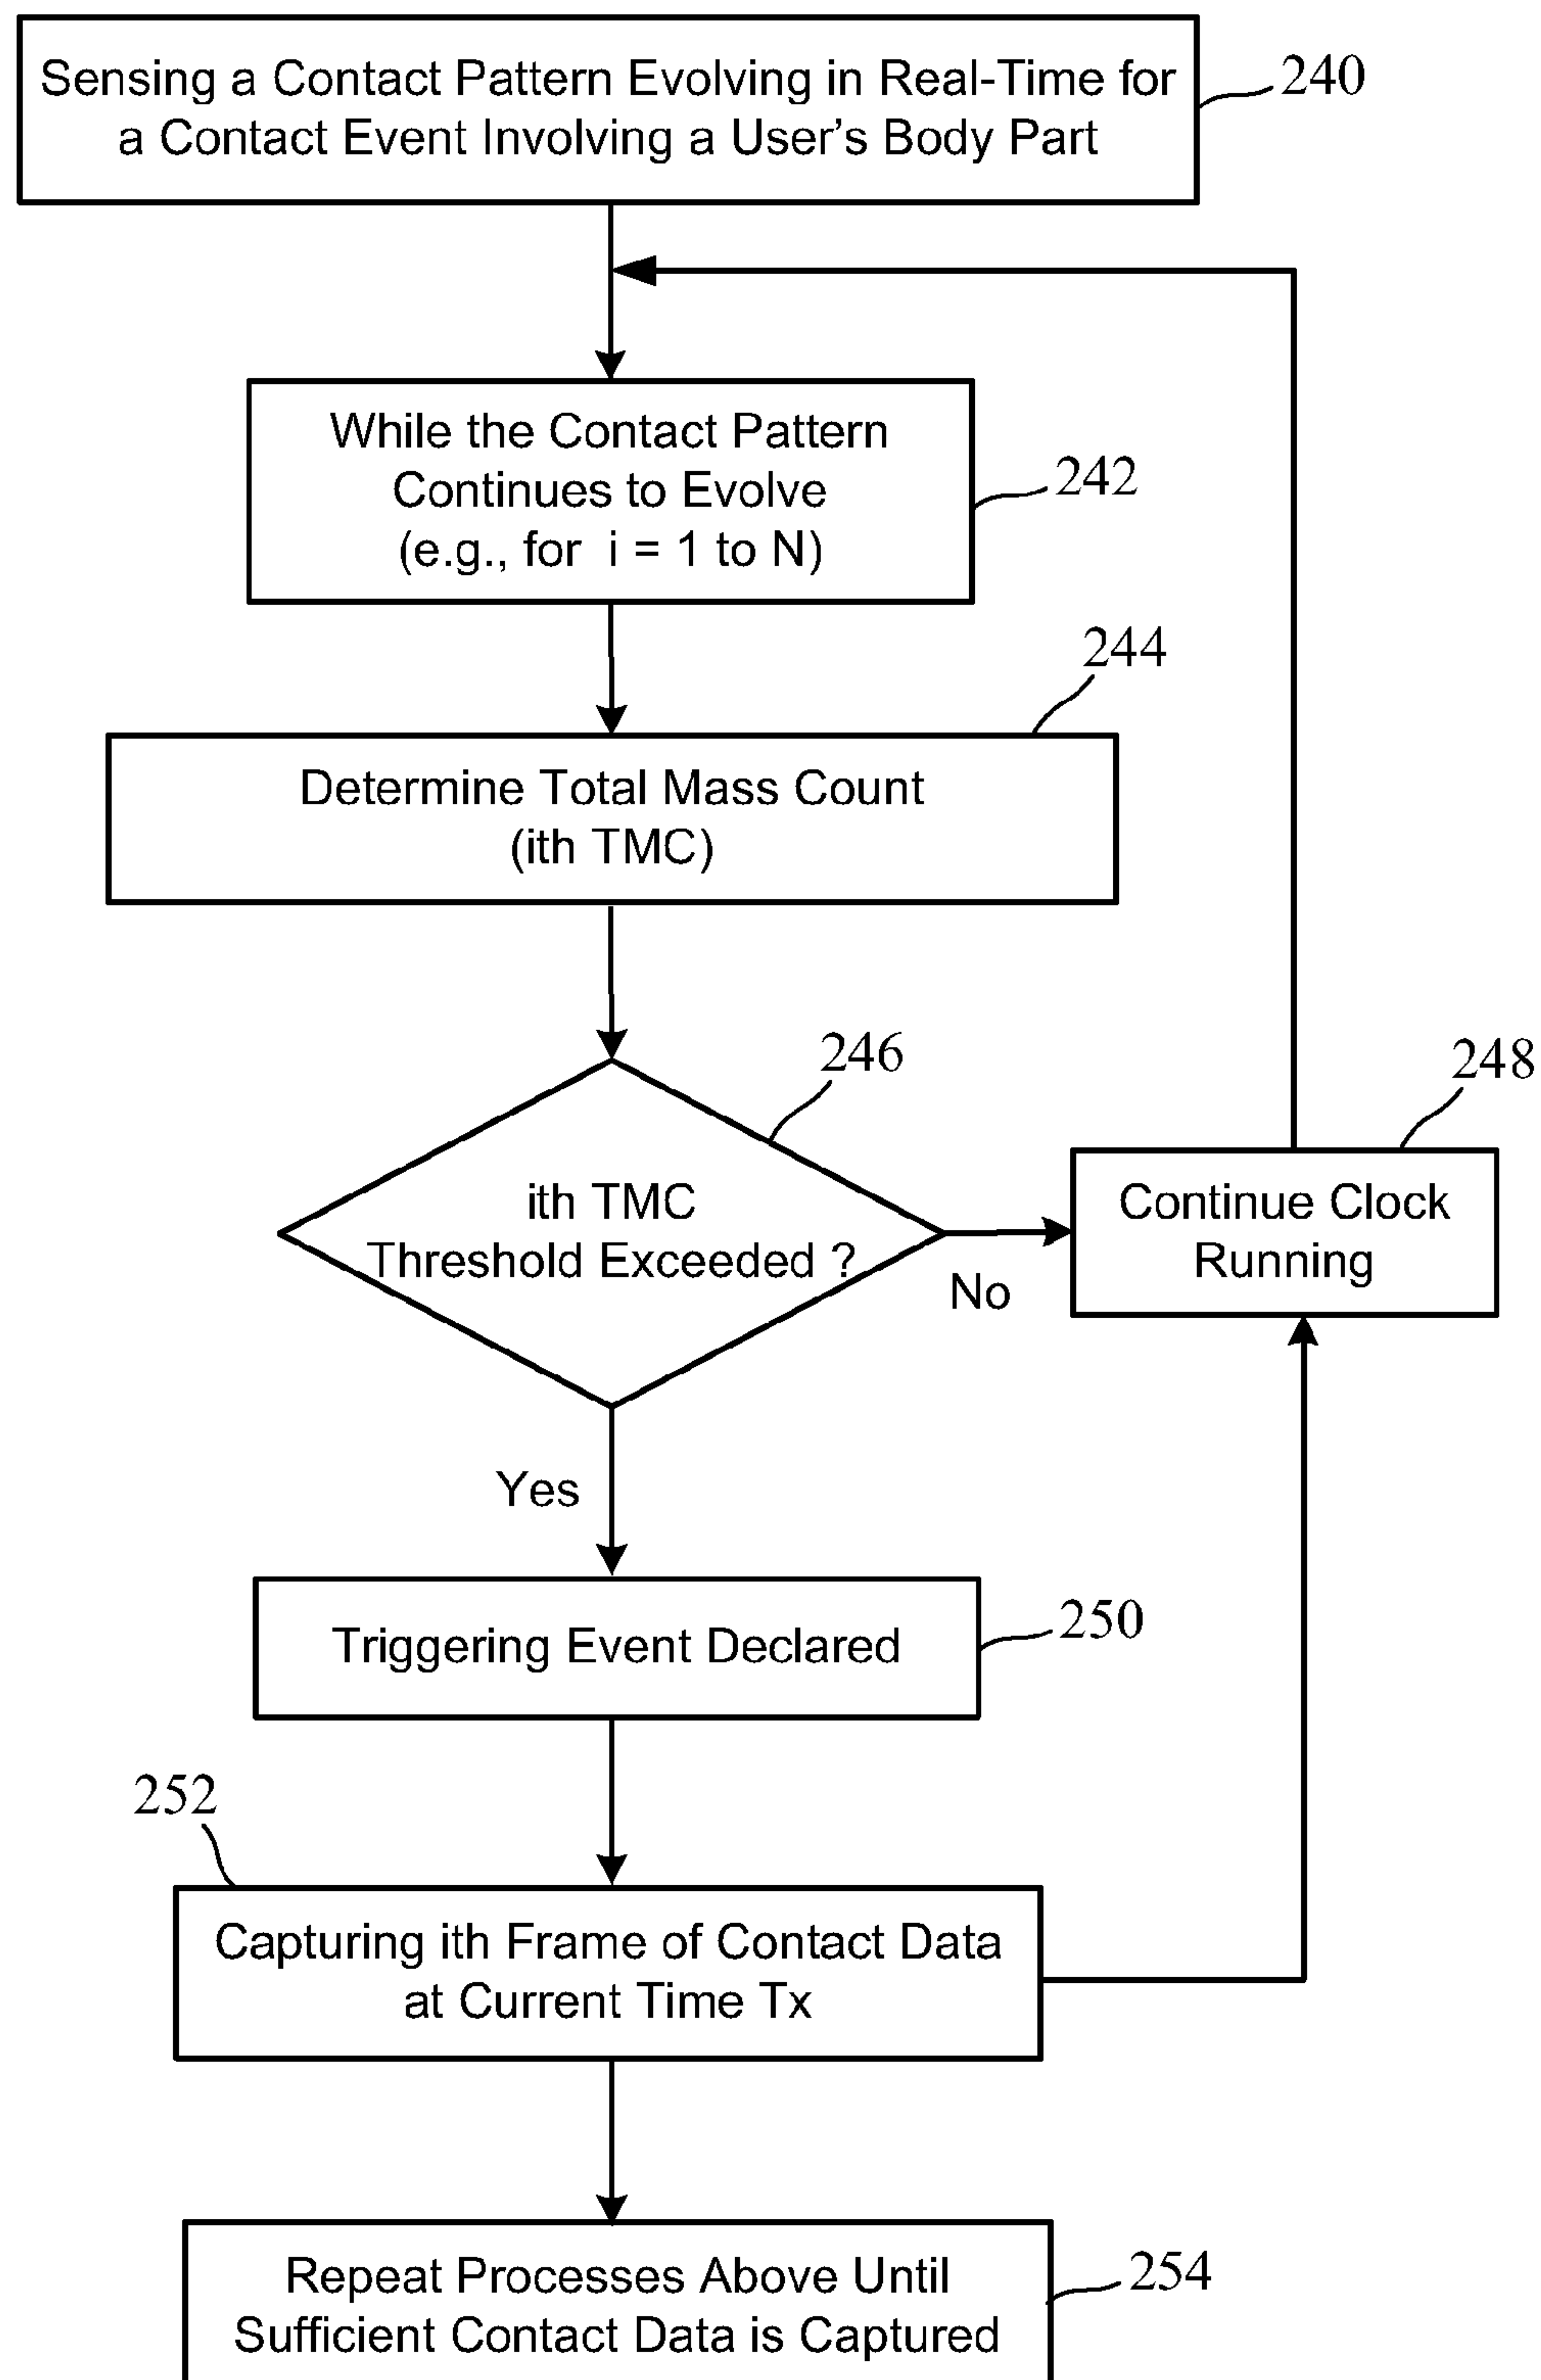 Sensing a Contact Pattern Evolving in Real-Time for
a Contact Event Involving a User's Body Part
240
While the Contact Pattern
Continues to Evolve
(e.g., for i = 1 to N)
242
244
Determine Total Mass Count
(ith TMC)
246
ith TMC
Threshold Exceeded ?
No
248
Continue Clock
Running
Yes
Triggering Event Declared
250
252
Capturing ith Frame of Contact Data
at Current Time Tx
Repeat Processes Above Until
Sufficient Contact Data is Captured
254